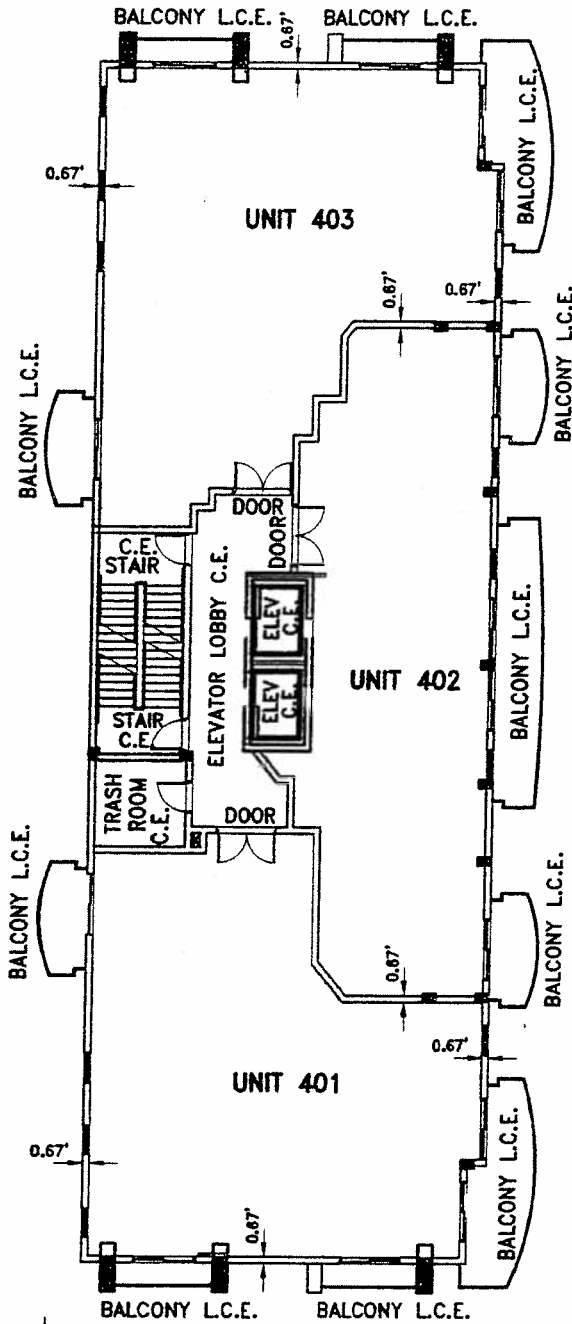 BALCONY L.C.E.
BALCONY L.C.E.
0.67'
BALCONY L.C.E.
0.67'
UNIT 403
0.67'
0.67'
BALCONY L.C.E.
BALCONY L.C.E.
DOOR
DOOR
C.E.
STAIR
ELEVATOR LOBBY C.E.
ELEV
C.E.
BALCONY L.C.E.
UNIT 402
ELEV
C.E.
STAIR
C.E.
TRASH
ROOM
C.E.
DOOR
BALCONY L.C.E.
BALCONY L.C.E.
0.67'
0.67'
UNIT 401
BALCONY L.C.E.
0.67'
0.67'
BALCONY L.C.E.
BALCONY L.C.E.